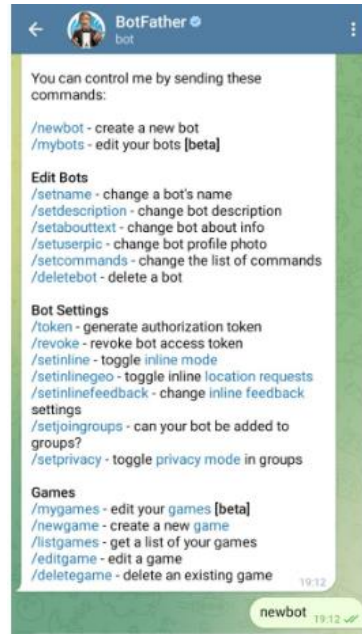 BotFather
bot
You can control me by sending these
commands:
/newbot - create a new bot
/mybots - edit your bots [beta]
Edit Bots
/setname - change a bot's name
/setdescription - change bot description
/setabouttext - change bot about info
/setuserpic - change bot profile photo
/setcommands - change the list of commands
/deletebot - delete a bot
Bot Settings
/token - generate authorization token
/revoke - revoke bot access token
/setinline - toggle inline mode
/setinlinegeo - toggle inline location requests
/setinlinefeedback - change inline feedback
settings
/setjoingroups - can your bot be added to
groups?
/setprivacy - toggle privacy mode in groups
Games
/mygames - edit your games [beta]
/newgame - create a new game
/listgames - get a list of your games
/editgame - edit a game
/deletegame - delete an existing game
19:12
newbot 19:12